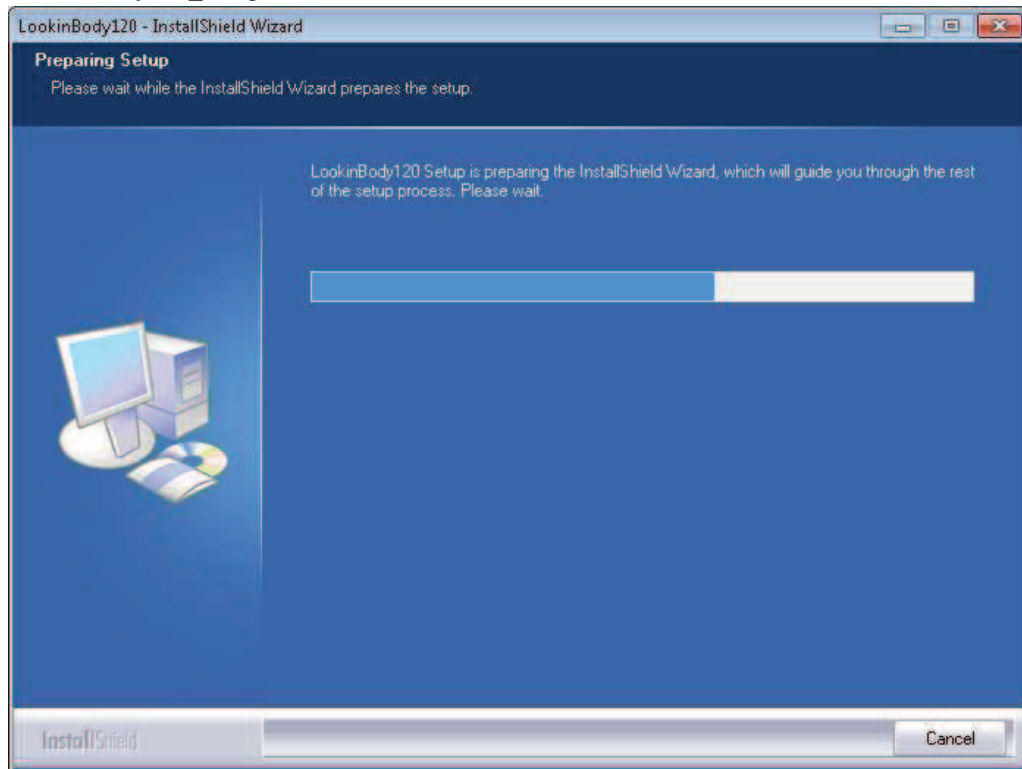 LookinBody120 - InstallShield Wizard
Preparing Setup
Please wait while the InstallShield Wizard prepares the setup.
LookinBody120 Setup is preparing the InstallShield Wizard, which will guide you through the rest
of the setup process. Please wait.
InstallShield
Cancel